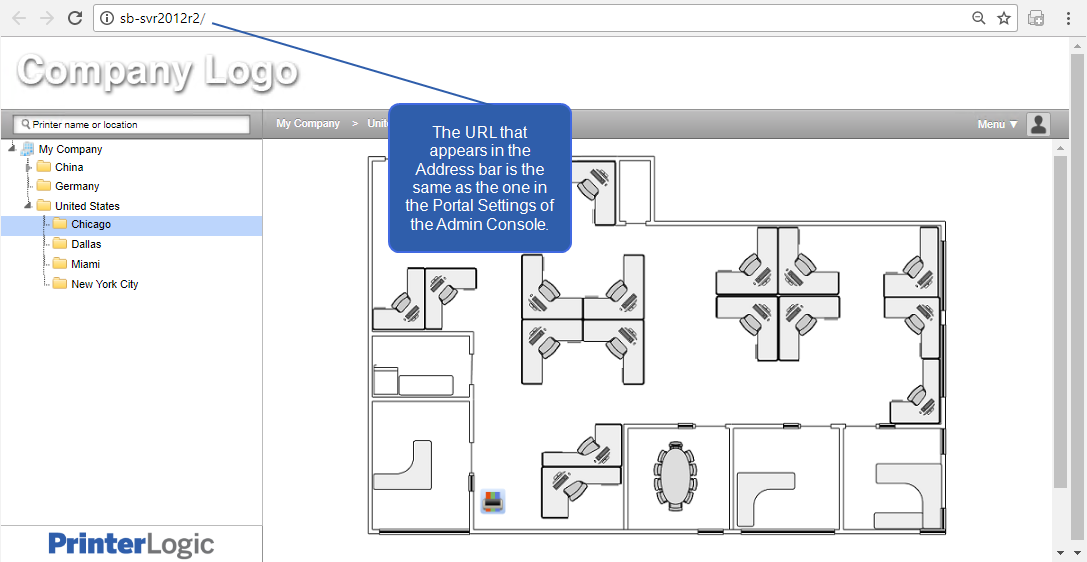 sb-svr2012r2/
Company Logo
Printer name or location
My Company > Unit
Menu ▼
My Company
China
Germany
United States
Chicago
Dallas
Miami
New York City
The URL that
appears in the
Address bar is the
same as the one in
the Portal Settings of
the Admin Console.
PrinterLogic